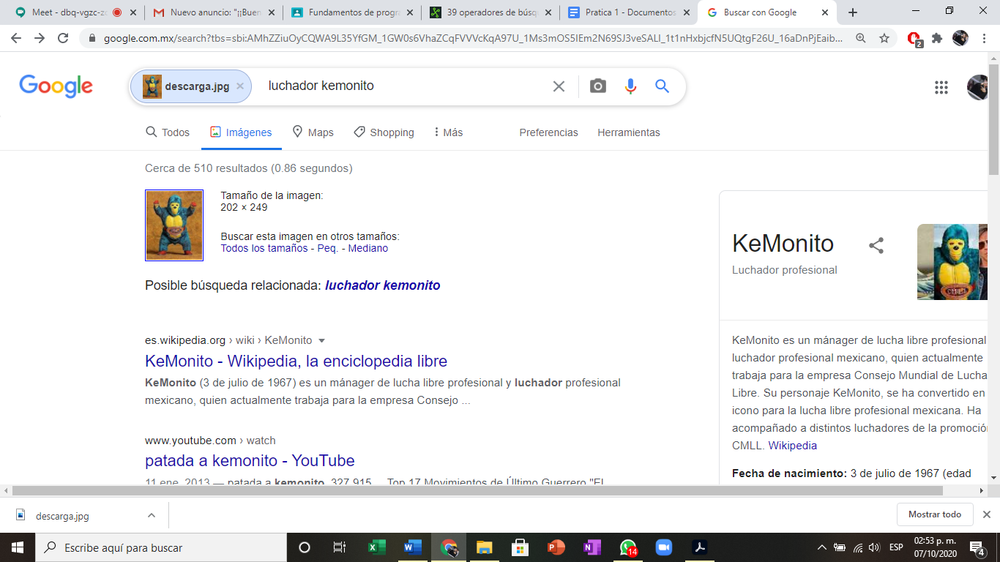 Meet - dbq-vgzc-zc
Nuevo anuncio: "¡¡Buen
Fundamentos de progra
39 operadores de búsqu
Pratica 1 - Documentos
Buscar con Google
google.com.mx/search?tbs=sbi:AMhZZiuOyCQWA9L35YfGM_1GW0s6VhaZCqFVVVcKqA97U_1Ms3mOS5IEm2N69SJ3veSALI_1t1nHxbjcfN5UQtgF26U_16aDnPjEaib...
2
Google
descarga.jpg
luchador kemonito
Todos
Imágenes
Maps
Shopping
Más
Preferencias
Herramientas
Cerca de 510 resultados (0.86 segundos)
Tamaño de la imagen:
202 × 249
Buscar esta imagen en otros tamaños:
Todos los tamaños - Peq. - Mediano
Posible búsqueda relacionada: luchador kemonito
es.wikipedia.org › wiki › KeMonito
KeMonito - Wikipedia, la enciclopedia libre
KeMonito (3 de julio de 1967) es un mánager de lucha libre profesional y luchador profesional
mexicano, quien actualmente trabaja para la empresa Consejo ...
www.youtube.com › watch
patada a kemonito - YouTube
11 ene. 2013 — patada a kemonito. 327,915 ... Top 17 Movimientos de Último Guerrero "El
KeMonito
Luchador profesional
CMLL
KeMonito es un mánager de lucha libre profesional
luchador profesional mexicano, quien actualmente
trabaja para la empresa Consejo Mundial de Lucha
Libre. Su personaje KeMonito, se ha convertido en
icono para la lucha libre profesional mexicana. Ha
acompañado a distintos luchadores de la promoción
CMLL. Wikipedia
Fecha de nacimiento: 3 de julio de 1967 (edad
descarga.jpg
Mostrar todo
Escribe aquí para buscar
14
ESP
02:53 p. m.
07/10/2020
4